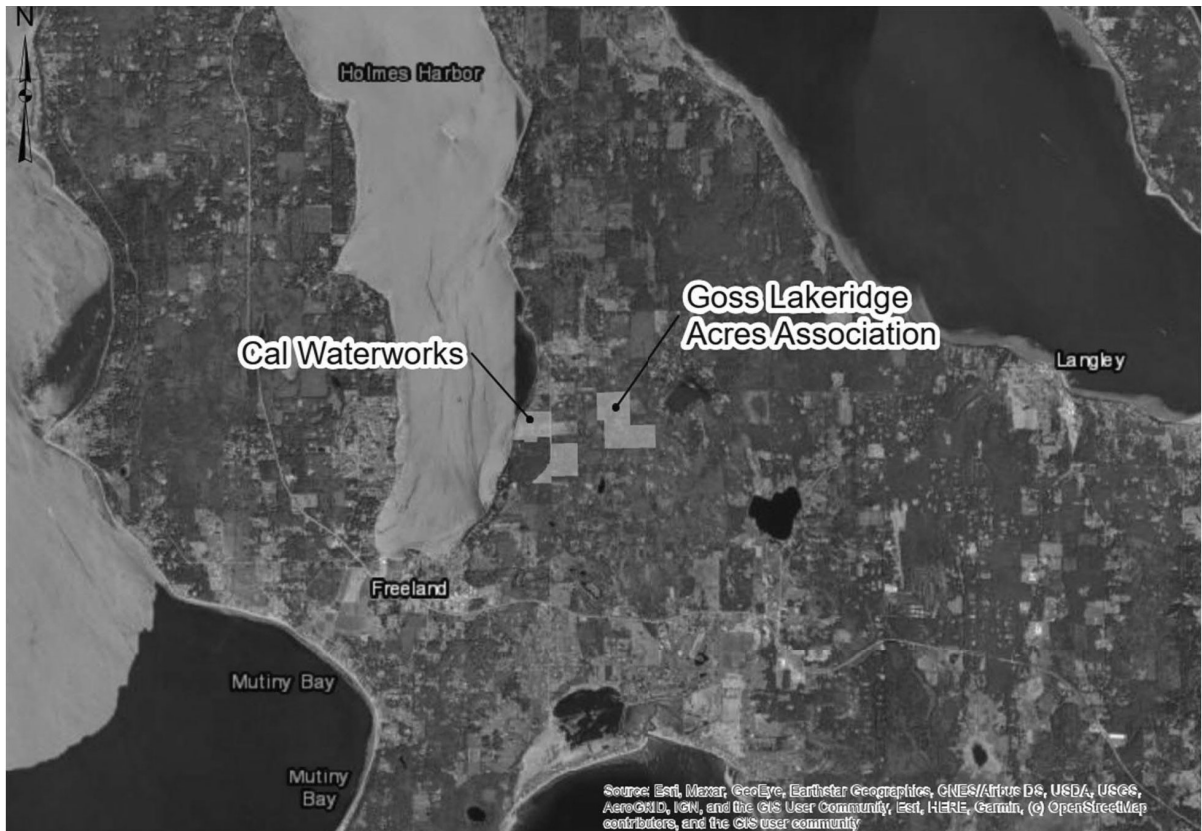 N
Holmes Harbor
Goss Lakeridge
Acres Association
Cal Waterworks
Langley
Freeland
Mutiny Bay
Mutiny
Bay
Source: Esri, Maxar, GeoEye, Earthstar Geographics, CNES/Airbus DS, USDA, USGS,
AeroGRID, IGN, and the GIS User Community, Esri, HERE, Garmin, (c) OpenStreetMap
contributors, and the GIS user community